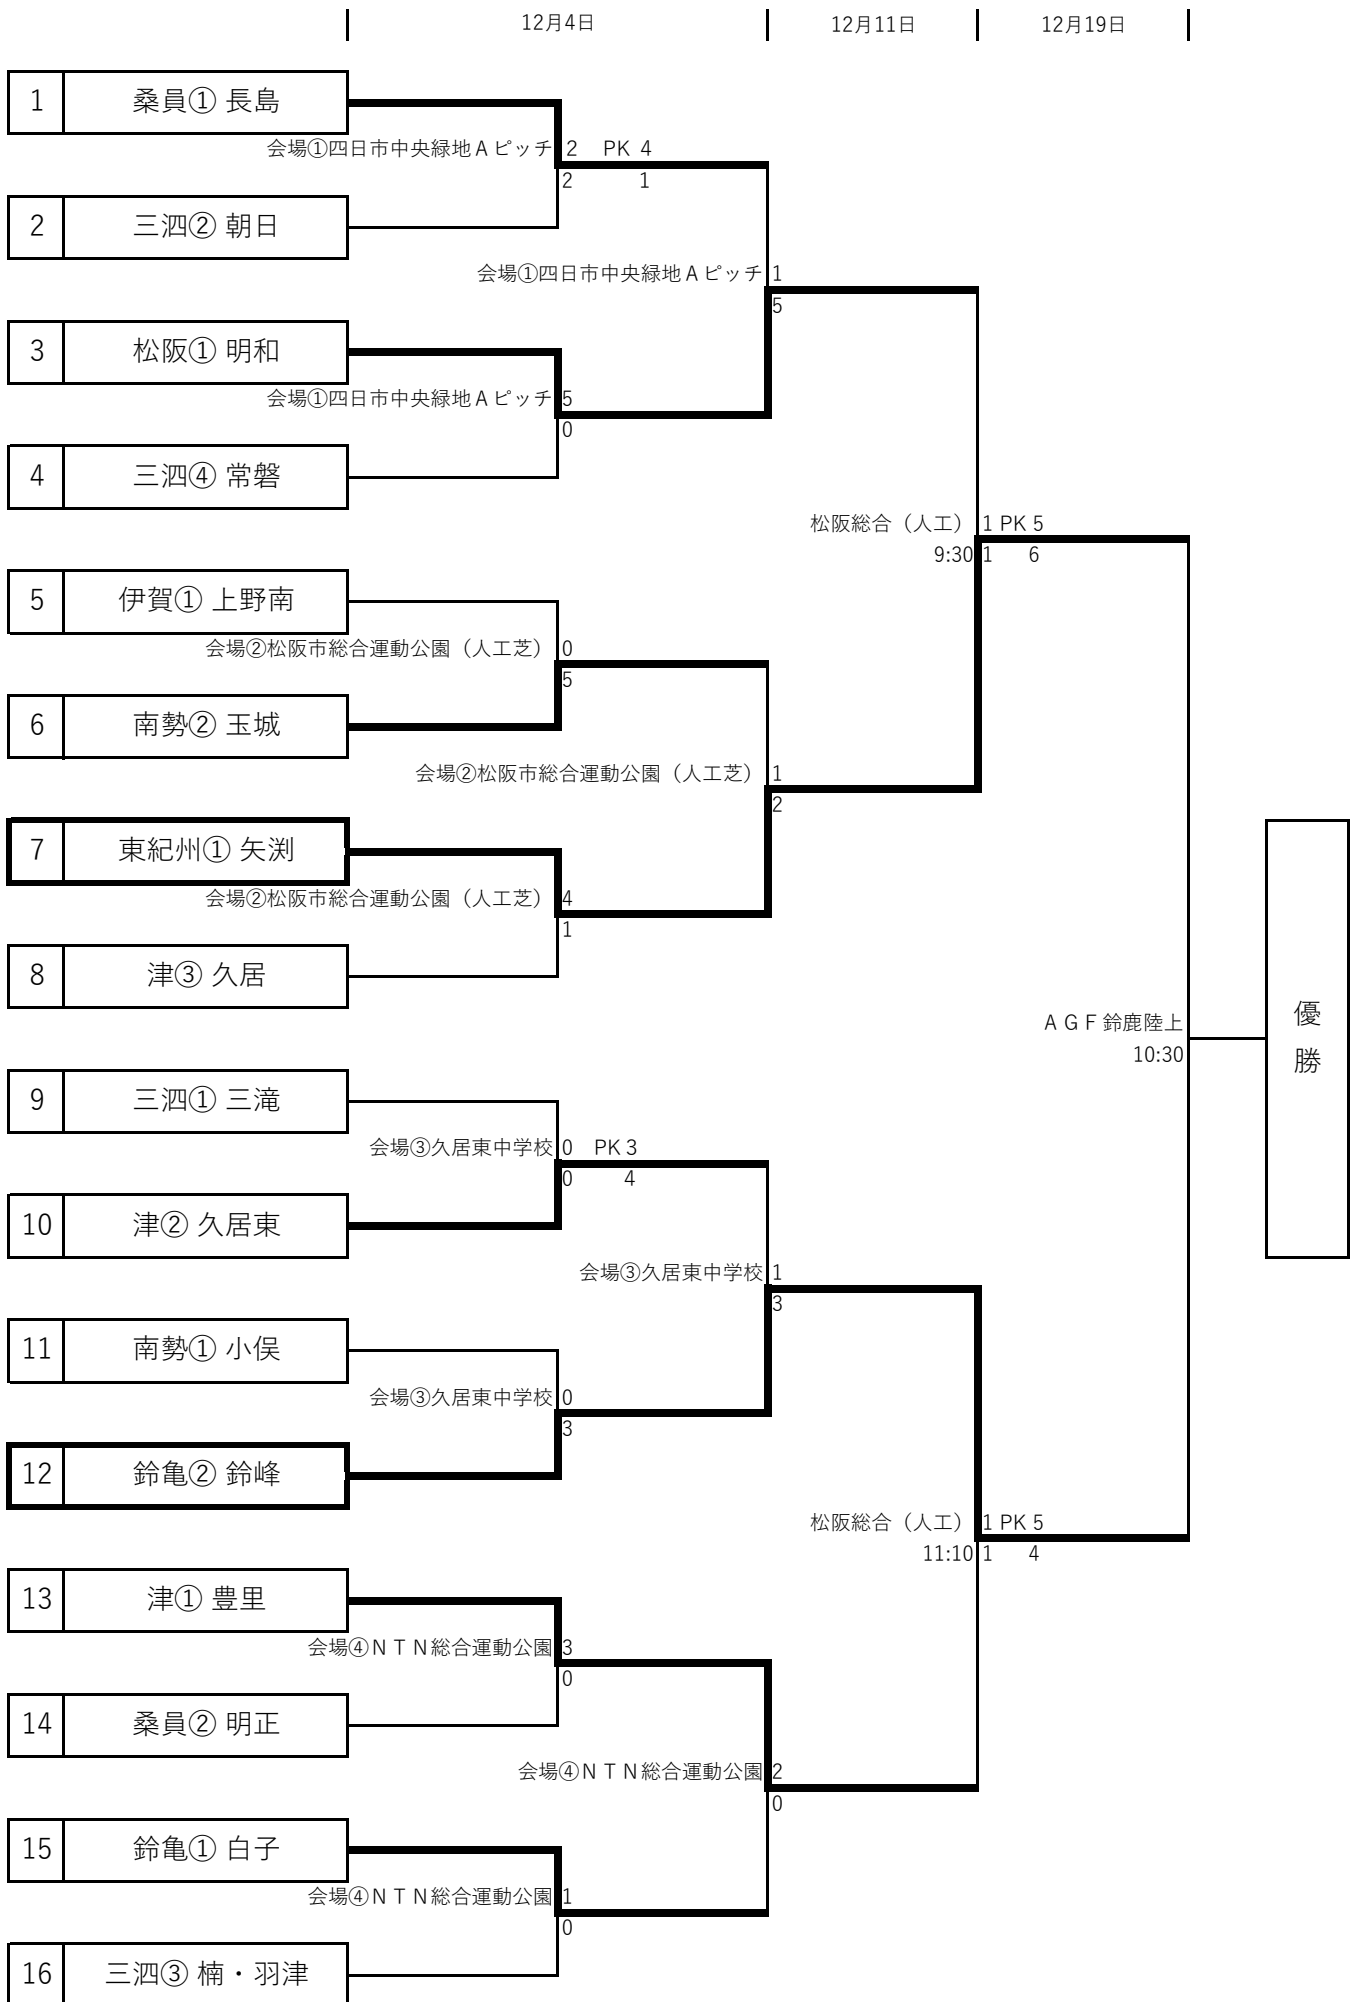 12月4日 12月11日 12月19日
1 桑員① 長島
会場①四日市中央緑地Aピッチ 2 PK 4
2 1
2 三泗② 朝日
会場①四日市中央緑地Aピッチ 1
5
3 松阪① 明和
会場①四日市中央緑地Aピッチ 5
0
4 三泗④ 常磐
松阪総合（人工） 1 PK 5
9:30 1 6
5 伊賀① 上野南
会場②松阪市総合運動公園（人工芝） 0
5
6 南勢② 玉城
会場②松阪市総合運動公園（人工芝） 1
2
7 東紀州① 矢渕
会場②松阪市総合運動公園（人工芝） 4
1
8 津③ 久居
ＡＧＦ鈴鹿陸上
10:30
優勝
9 三泗① 三滝
会場③久居東中学校 0 PK 3
0 4
10 津② 久居東
会場③久居東中学校 1
3
11 南勢① 小俣
会場③久居東中学校 0
3
12 鈴亀② 鈴峰
松阪総合（人工） 1 PK 5
11:10 1 4
13 津① 豊里
会場④ＮＴＮ総合運動公園 3
0
14 桑員② 明正
会場④ＮＴＮ総合運動公園 2
0
15 鈴亀① 白子
会場④ＮＴＮ総合運動公園 1
0
16 三泗③ 楠・羽津